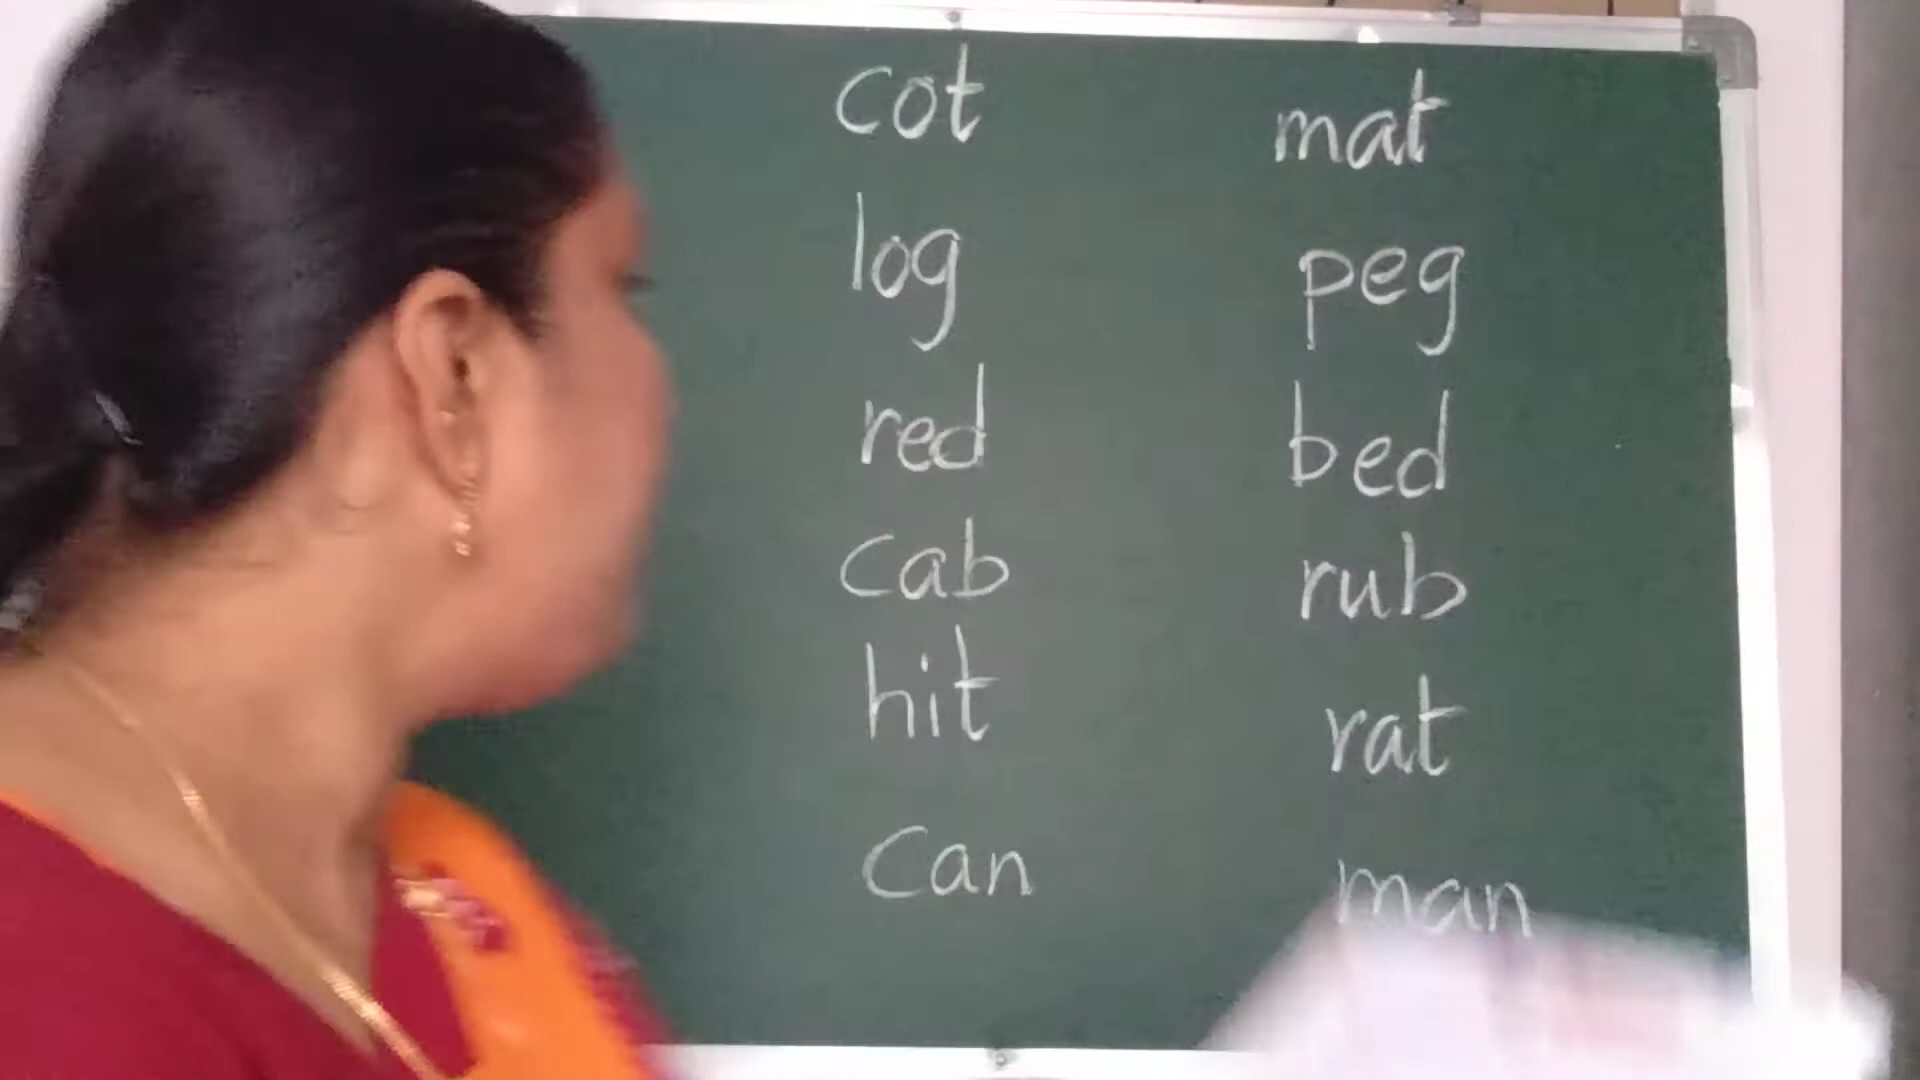 cot mat
log peg
red bed
cab rub
hit rat
can man